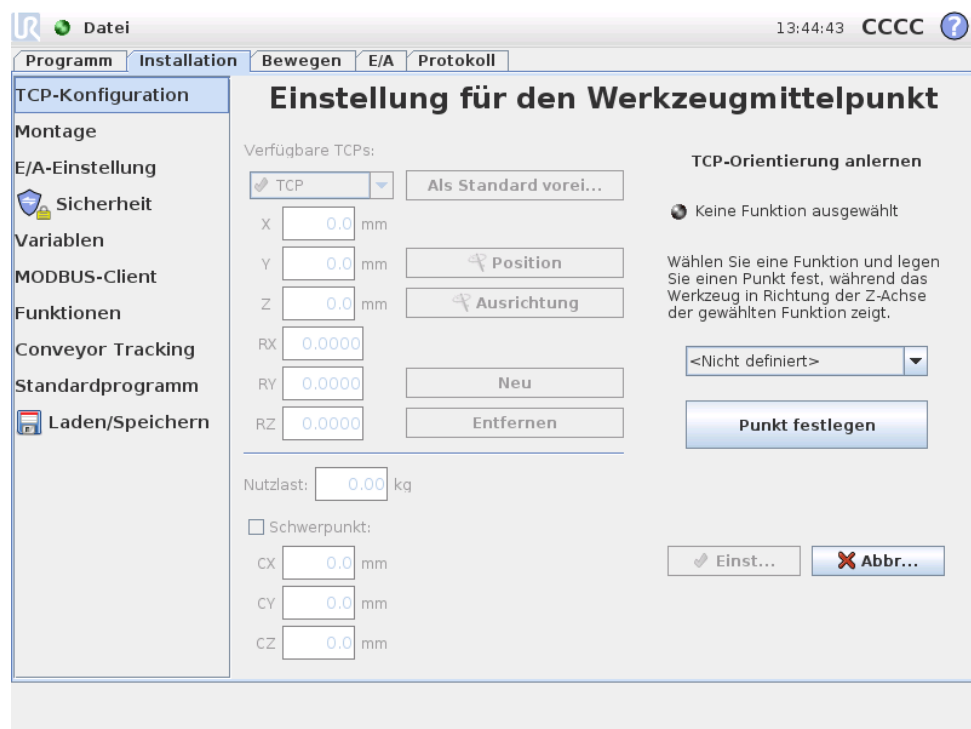 UR Datei 13:44:43 CCCC ?
Programm Installation Bewegen E/A Protokoll
TCP-Konfiguration
Montage
E/A-Einstellung
Sicherheit
Variablen
MODBUS-Client
Funktionen
Conveyor Tracking
Standardprogramm
Laden/Speichern
Einstellung für den Werkzeugmittelpunkt
Verfügbare TCPs:
TCP Als Standard vorei...
X 0.0 mm
Y 0.0 mm Position
Z 0.0 mm Ausrichtung
RX 0.0000
RY 0.0000 Neu
RZ 0.0000 Entfernen
Nutzlast: 0.00 kg
Schwerpunkt:
CX 0.0 mm
CY 0.0 mm
CZ 0.0 mm
TCP-Orientierung anlernen
Keine Funktion ausgewählt
Wählen Sie eine Funktion und legen
Sie einen Punkt fest, während das
Werkzeug in Richtung der Z-Achse
der gewählten Funktion zeigt.
<Nicht definiert>
Punkt festlegen
Einst... Abbr...